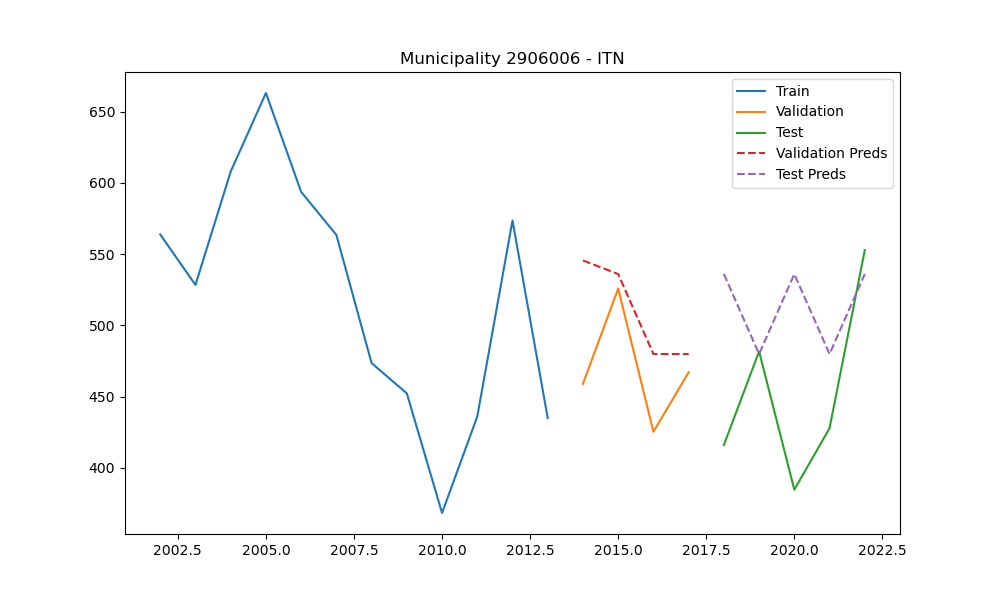 Municipality 2906006 - ITN
Train
Validation
Test
Validation Preds
Test Preds
650
600
550
500
450
400
2002.5 2005.0 2007.5 2010.0 2012.5 2015.0 2017.5 2020.0 2022.5